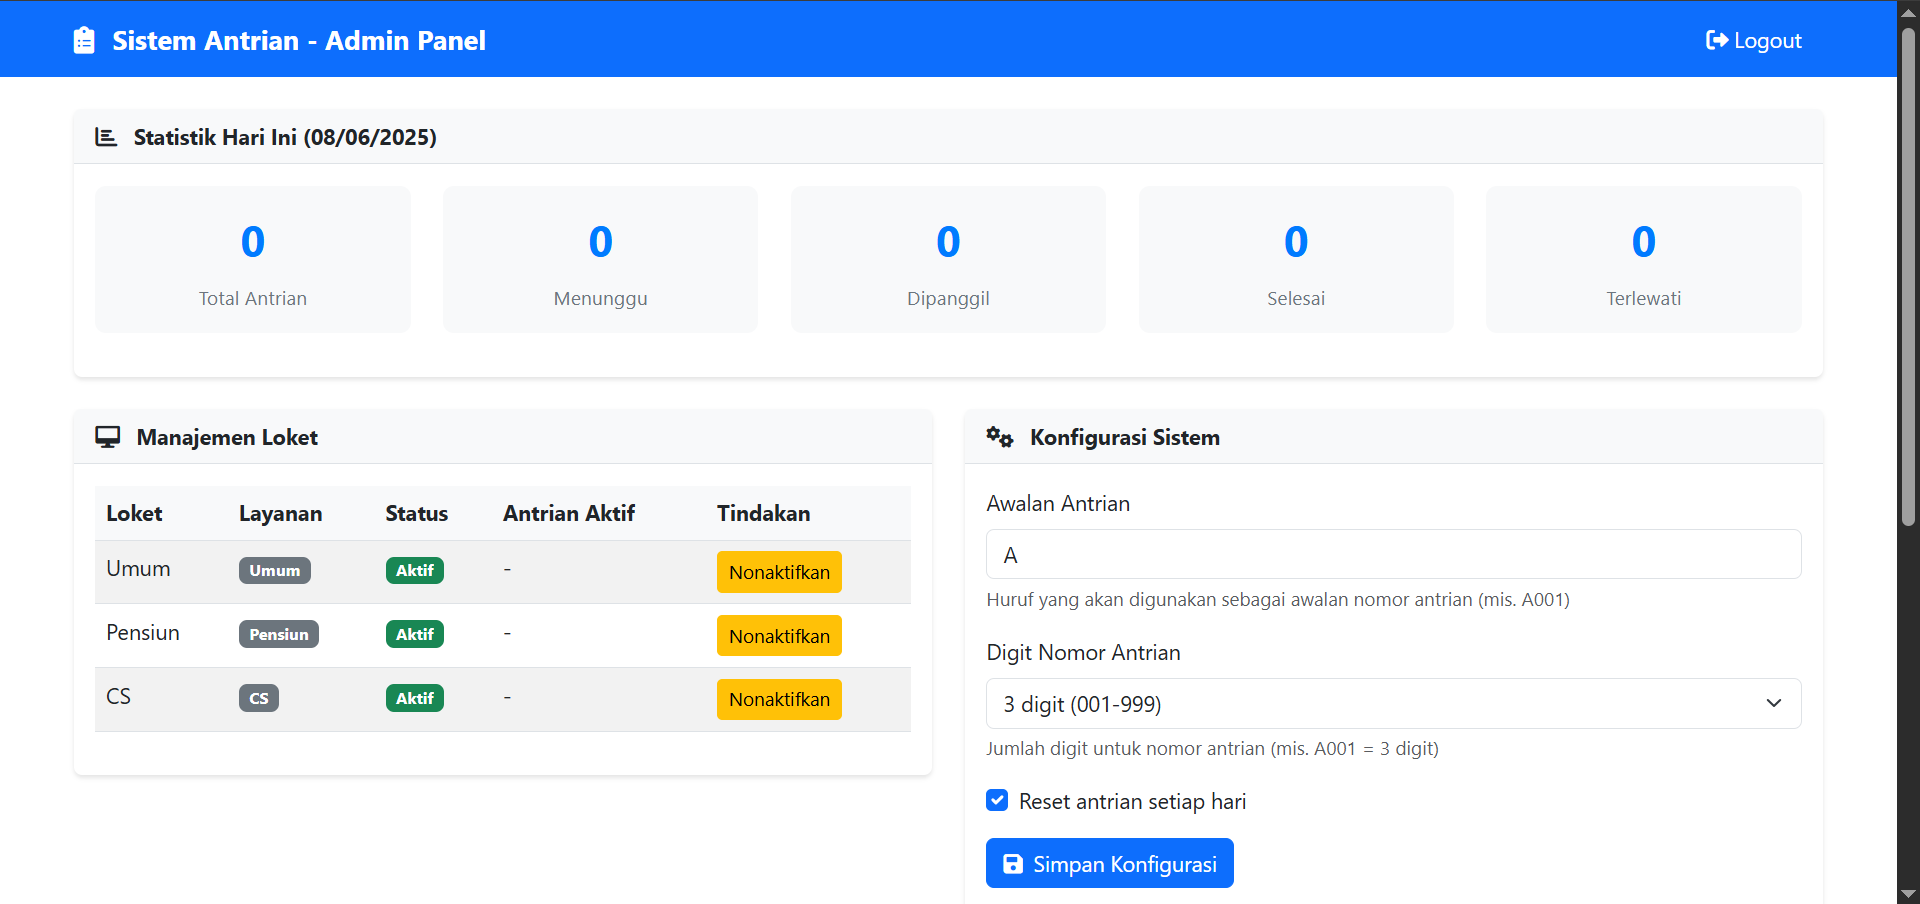 Sistem Antrian - Admin Panel
Logout
Statistik Hari Ini (08/06/2025)
0
Total Antrian
0
Menunggu
0
Dipanggil
0
Selesai
0
Terlewati
Manajemen Loket
Loket Layanan Status Antrian Aktif Tindakan
Umum Umum Aktif - Nonaktifkan
Pensiun Pensiun Aktif - Nonaktifkan
CS CS Aktif - Nonaktifkan
Konfigurasi Sistem
Awalan Antrian
A
Huruf yang akan digunakan sebagai awalan nomor antrian (mis. A001)
Digit Nomor Antrian
3 digit (001-999)
Jumlah digit untuk nomor antrian (mis. A001 = 3 digit)
Reset antrian setiap hari
Simpan Konfigurasi